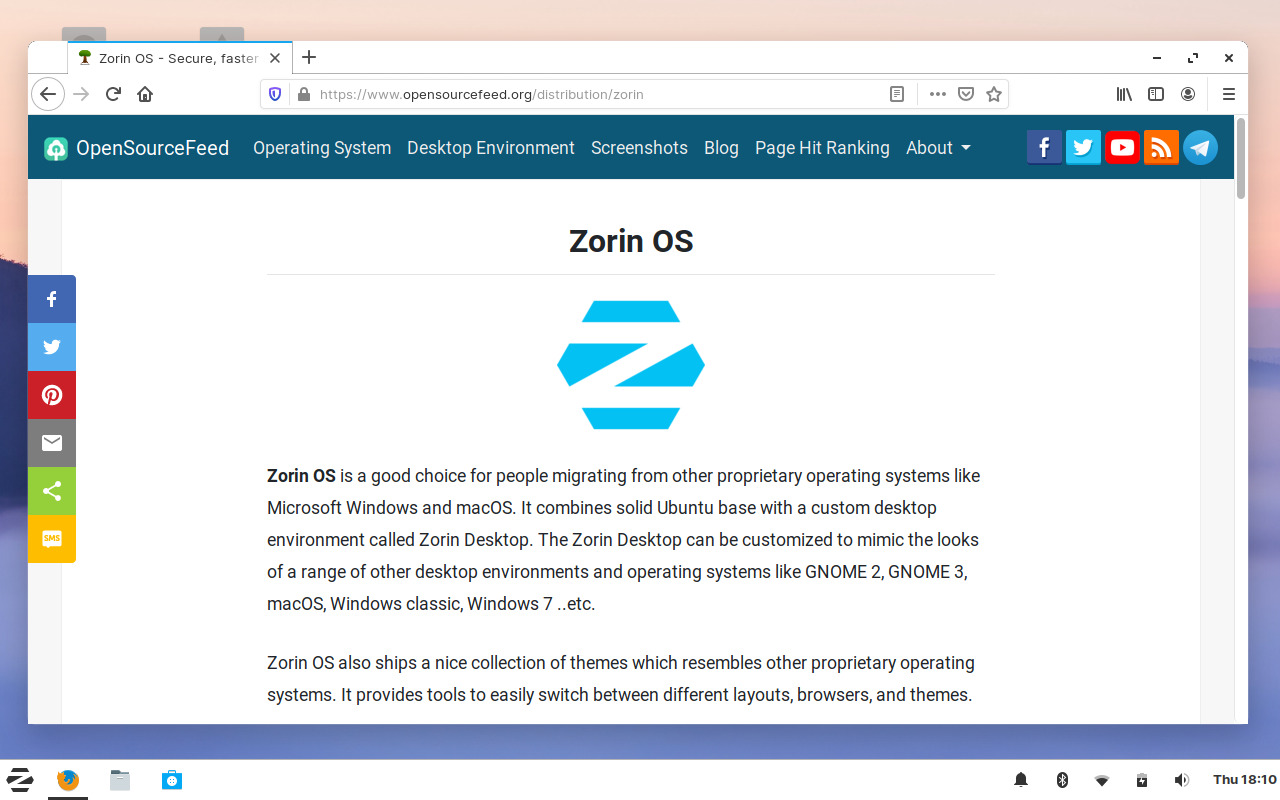 Zorin OS - Secure, faster
https://www.opensourcefeed.org/distribution/zorin
OpenSourceFeed Operating System Desktop Environment Screenshots Blog Page Hit Ranking About
Zorin OS
Zorin OS is a good choice for people migrating from other proprietary operating systems like
Microsoft Windows and macOS. It combines solid Ubuntu base with a custom desktop
environment called Zorin Desktop. The Zorin Desktop can be customized to mimic the looks
of a range of other desktop environments and operating systems like GNOME 2, GNOME 3,
macOS, Windows classic, Windows 7 ..etc.
SMS
Zorin OS also ships a nice collection of themes which resembles other proprietary operating
systems. It provides tools to easily switch between different layouts, browsers, and themes.
Thu 18:10